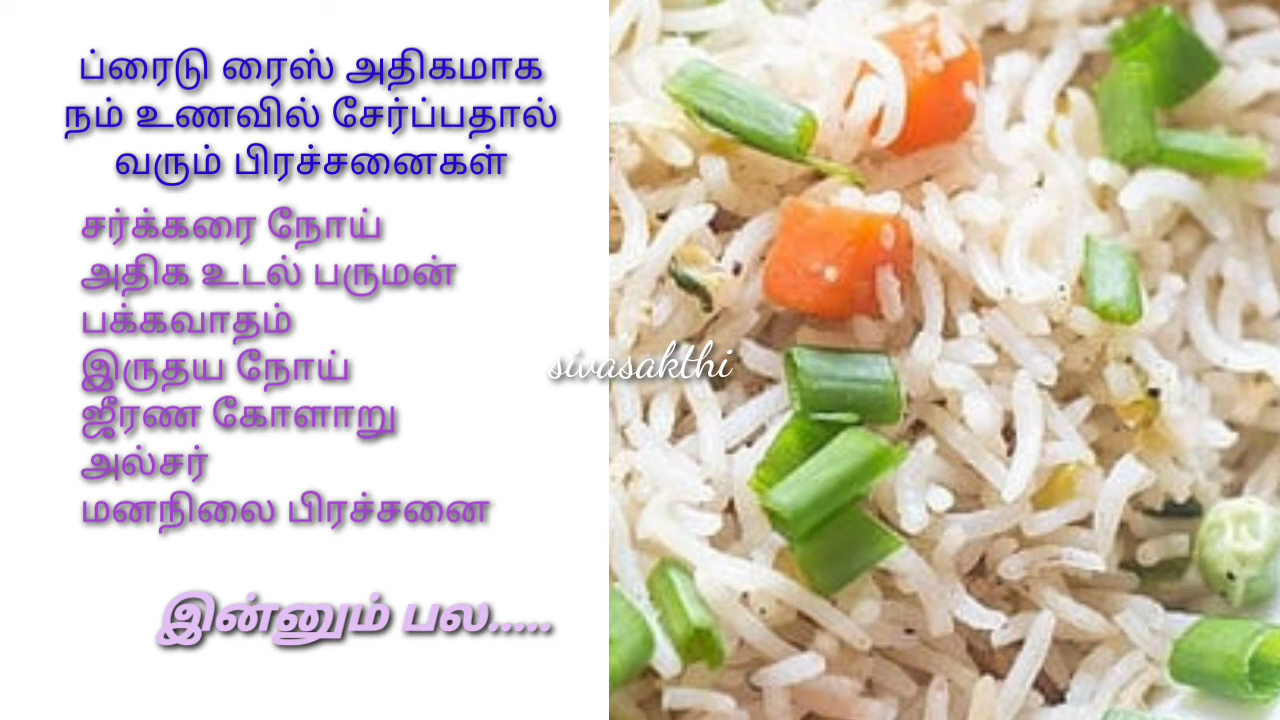 ப்ரைடு ரைஸ் அதிகமாக
நம் உணவில் சேர்ப்பதால்
வரும் பிரச்சனைகள்
சர்க்கரை நோய்
அதிக உடல் பருமன்
பக்கவாதம்
இருதய நோய்
ஜீரண கோளாறு
அல்சர்
மனநிலை பிரச்சனை
இன்னும் பல.....
sivasakthi